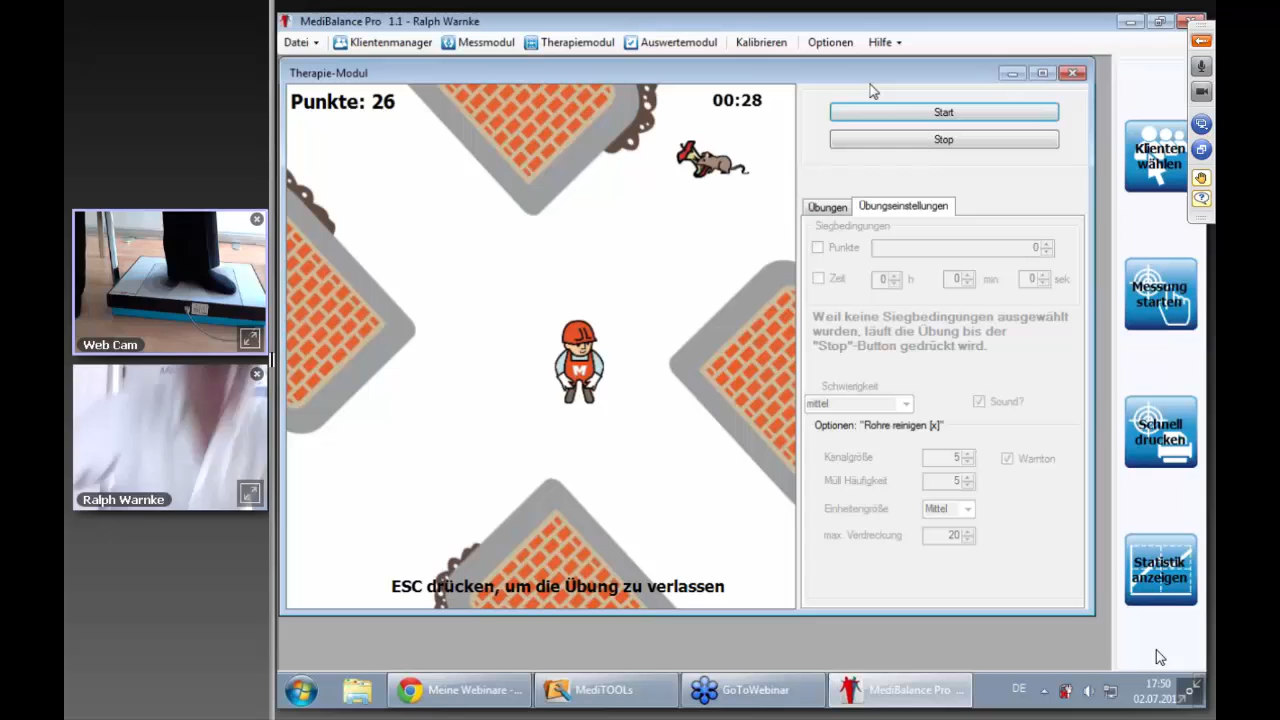 MediBalance Pro 1.1 - Ralph Warnke
Datei Klientenmanager Messmodul Therapiemodul Auswertemodul Kalibrieren Optionen Hilfe
Therapie-Modul
Punkte: 26
00:28
M
ESC drücken, um die Übung zu verlassen
Start
Stop
Übungen Übungseinstellungen
Siegbedingungen
Punkte 0
Zeit 0 h 0 min 0 sek
Weil keine Siegbedingungen ausgewählt
wurden, läuft die Übung bis der
"Stop"-Button gedrückt wird.
Schwierigkeit
mittel Sound?
Optionen: "Rohre reinigen [x]"
Kanalgröße 5 Warnton
Müll Häufigkeit 5
Einheitengröße Mittel
max. Verdreckung 20
Klienten
wählen
Messung
starten
Schnell
drucken
Statistik
anzeigen
Web Cam
Ralph Warnke
Meine Webinare - ...
MediTOOLs
GoToWebinar
MediBalance Pro ...
DE
17:50